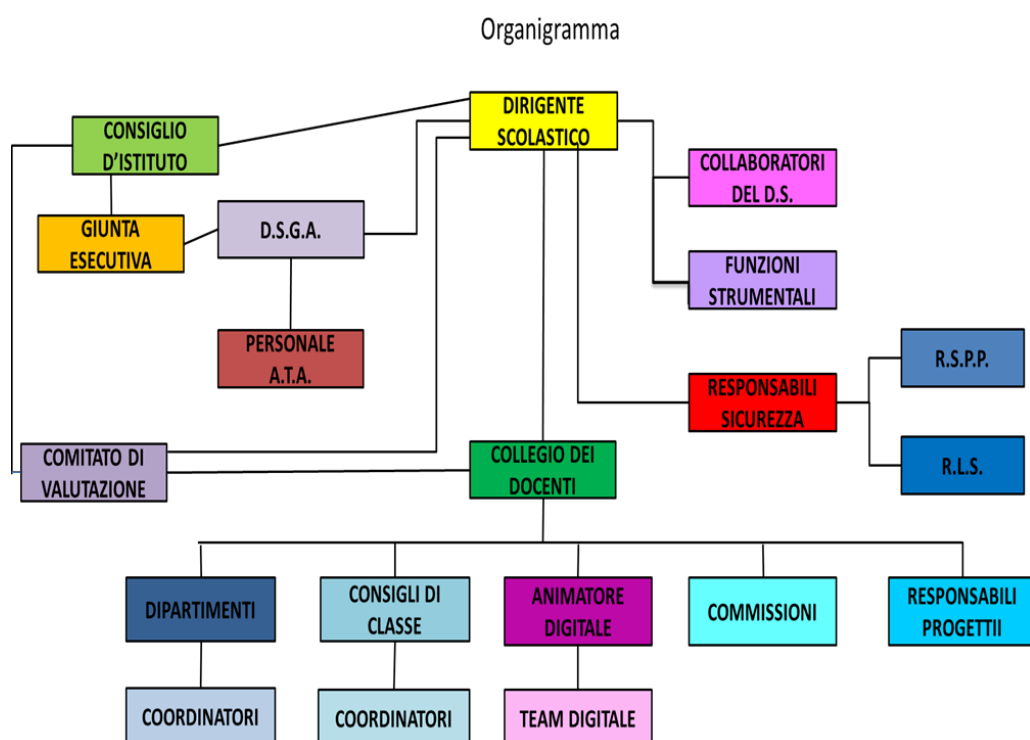 Organigramma
DIRIGENTE
SCOLASTICO
CONSIGLIO
D'ISTITUTO
COLLABORATORI
DEL D.S.
GIUNTA
ESECUTIVA
D.S.G.A.
FUNZIONI
STRUMENTALI
PERSONALE
A.T.A.
R.S.P.P.
RESPONSABILI
SICUREZZA
COMITATO DI
VALUTAZIONE
COLLEGIO DEI
DOCENTI
R.L.S.
DIPARTIMENTI
CONSIGLI DI
CLASSE
ANIMATORE
DIGITALE
COMMISSIONI
RESPONSABILI
PROGETTII
COORDINATORI
COORDINATORI
TEAM DIGITALE